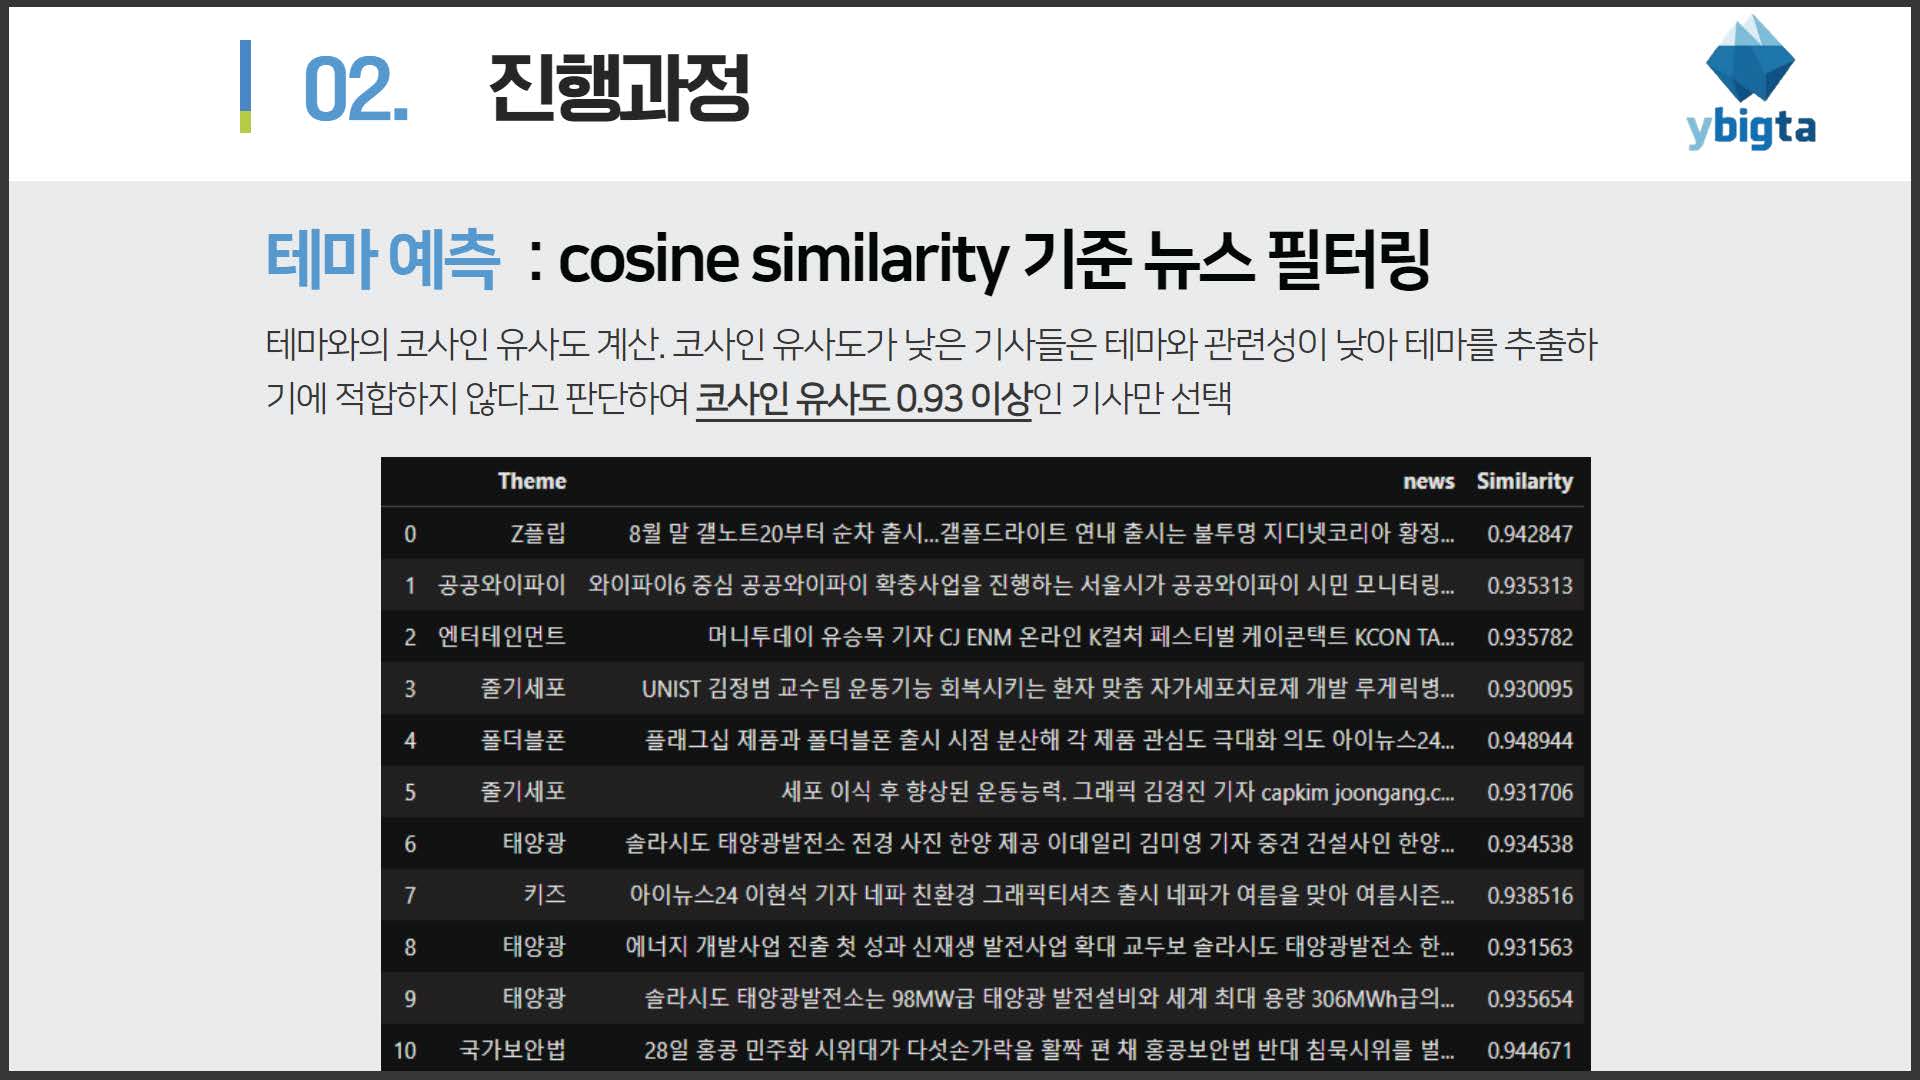 02. 진행과정
ybigta
테마 예측 : cosine similarity 기준 뉴스 필터링
테마와의 코사인 유사도 계산. 코사인 유사도가 낮은 기사들은 테마와 관련성이 낮아 테마를 추출하
기에 적합하지 않다고 판단하여 코사인 유사도 0.93 이상인 기사만 선택
Theme news Similarity
0 Z플립 8월 말 갤노트20부터 순차 출시...갤폴드라이트 연내 출시는 불투명 지디넷코리아 황정... 0.942847
1 공공와이파이 와이파이6 중심 공공와이파이 확충사업을 진행하는 서울시가 공공와이파이 시민 모니터링... 0.935313
2 엔터테인먼트 머니투데이 유승목 기자 CJ ENM 온라인 K컬처 페스티벌 케이콘택트 KCON TA... 0.935782
3 줄기세포 UNIST 김정범 교수팀 운동기능 회복시키는 환자 맞춤 자가세포치료제 개발 루게릭병... 0.930095
4 폴더블폰 플래그십 제품과 폴더블폰 출시 시점 분산해 각 제품 관심도 극대화 의도 아이뉴스24... 0.948944
5 줄기세포 세포 이식 후 향상된 운동능력. 그래픽 김경진 기자 capkim joongang.c... 0.931706
6 태양광 솔라시도 태양광발전소 전경 사진 한양 제공 이데일리 김미영 기자 중견 건설사인 한양... 0.934538
7 키즈 아이뉴스24 이현석 기자 네파 친환경 그래픽티셔츠 출시 네파가 여름을 맞아 여름시즌... 0.938516
8 태양광 에너지 개발사업 진출 첫 성과 신재생 발전사업 확대 교두보 솔라시도 태양광발전소 한... 0.931563
9 태양광 솔라시도 태양광발전소는 98MW급 태양광 발전설비와 세계 최대 용량 306MWh급의... 0.935654
10 국가보안법 28일 홍콩 민주화 시위대가 다섯손가락을 활짝 편 채 홍콩보안법 반대 침묵시위를 벌... 0.944671